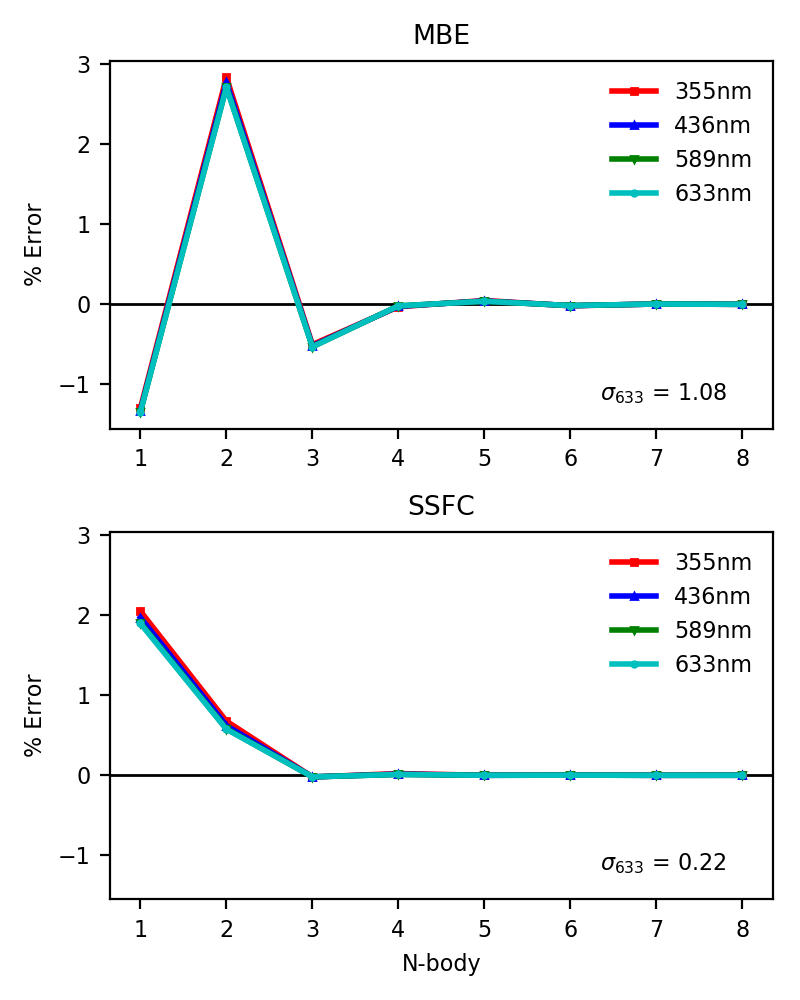 MBE
3
2
1
0
−1
% Error
355nm
436nm
589nm
633nm
σ633 = 1.08
1 2 3 4 5 6 7 8
SSFC
3
2
1
0
−1
% Error
355nm
436nm
589nm
633nm
σ633 = 0.22
1 2 3 4 5 6 7 8
N-body